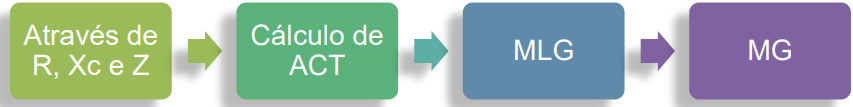 Através de
R, Xc e Z
Cálculo de
ACT
MLG
MG